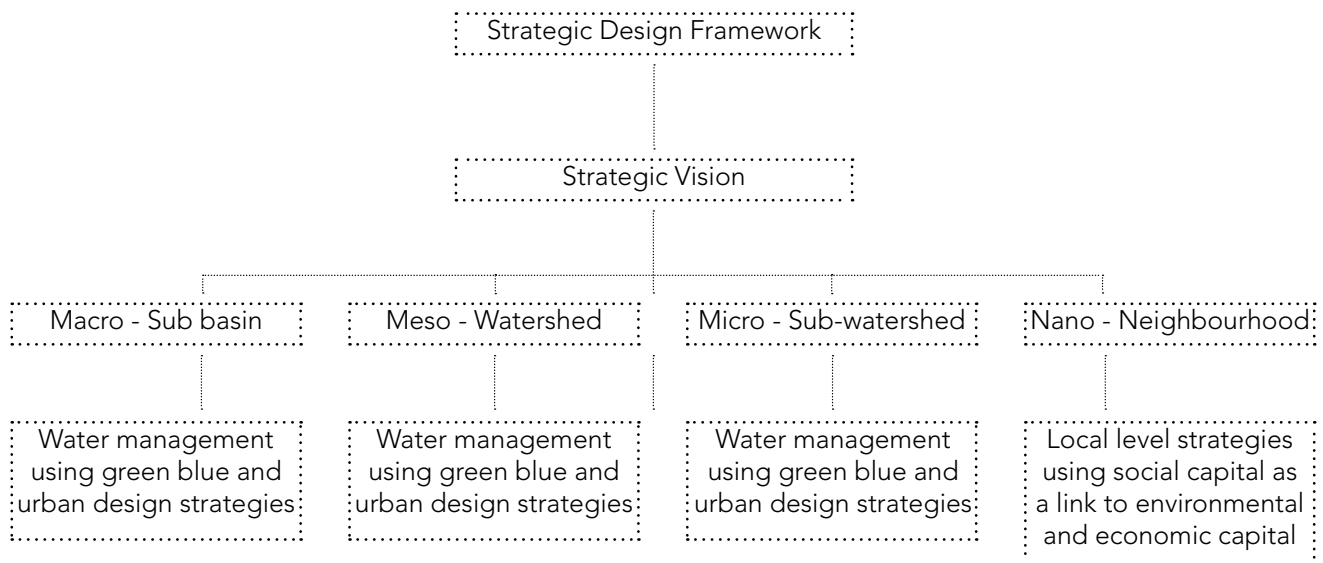 Strategic Design Framework
Strategic Vision
Macro - Sub basin
Meso - Watershed
Micro - Sub-watershed
Nano - Neighbourhood
Water management
using green blue and
urban design strategies
Water management
using green blue and
urban design strategies
Water management
using green blue and
urban design strategies
Local level strategies
using social capital as
a link to environmental
and economic capital